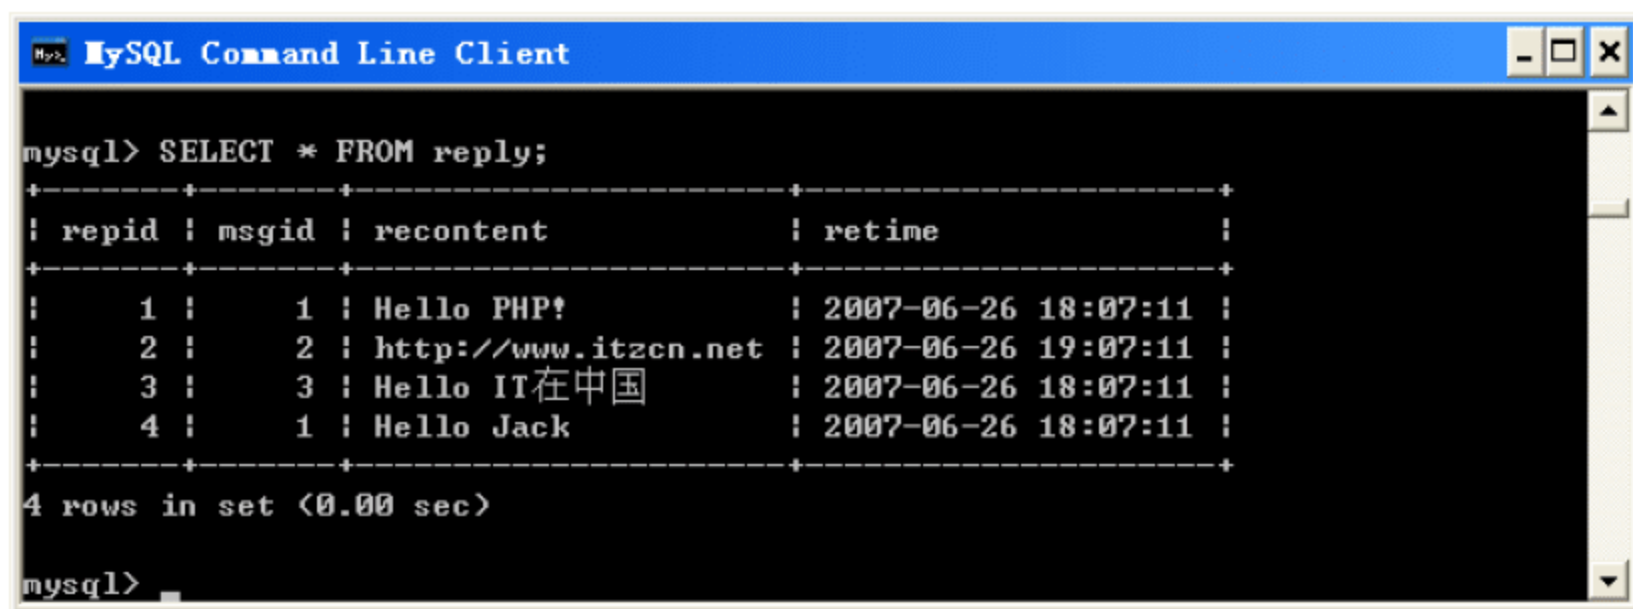 MySQL Command Line Client
mysql> SELECT * FROM reply;
+-------+-------+----------------------+---------------------+
| repid | msgid | recontent            | retime              |
+-------+-------+----------------------+---------------------+
|     1 |     1 | Hello PHP!           | 2007-06-26 18:07:11 |
|     2 |     2 | http://www.itzcn.net | 2007-06-26 19:07:11 |
|     3 |     3 | Hello IT在中国       | 2007-06-26 18:07:11 |
|     4 |     1 | Hello Jack           | 2007-06-26 18:07:11 |
+-------+-------+----------------------+---------------------+
4 rows in set (0.00 sec)
mysql> _